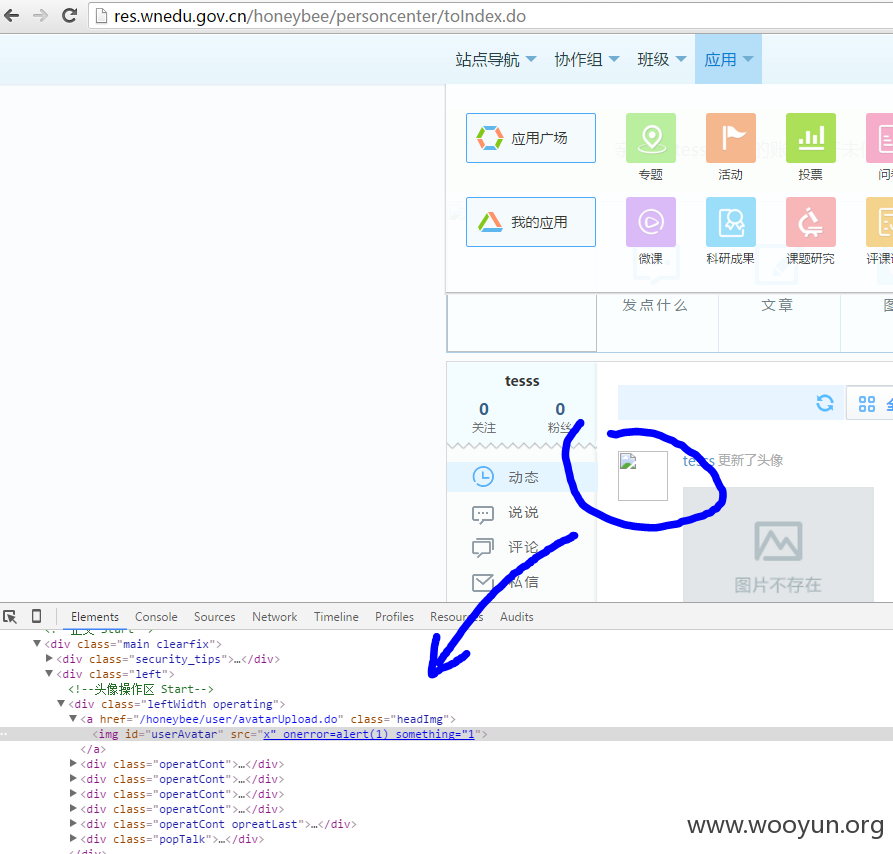 res.wnedu.gov.cn/honeybee/personcenter/toIndex.do
站点导航 协作组 班级 应用
应用广场
专题 活动 投票
我的应用
微课 科研成果 课题研究
发点什么 文章
tesss
0 0
关注 粉丝
tesss 更新了头像
动态
说说
评论
私信
图片不存在
Elements Console Sources Network Timeline Profiles Resources Audits
<!--正文 Start-->
<div class="main clearfix">
<div class="security_tips">…</div>
<div class="left">
<!--头像操作区 Start-->
<div class="leftWidth operating">
<a href="/honeybee/user/avatarUpload.do" class="headImg">
<img id="userAvatar" src="x" onerror=alert(1) something="1">
</a>
<div class="operatCont">…</div>
<div class="operatCont">…</div>
<div class="operatCont">…</div>
<div class="operatCont">…</div>
<div class="operatCont opreatLast">…</div>
<div class="popTalk">…</div>
</div>
www.wooyun.org